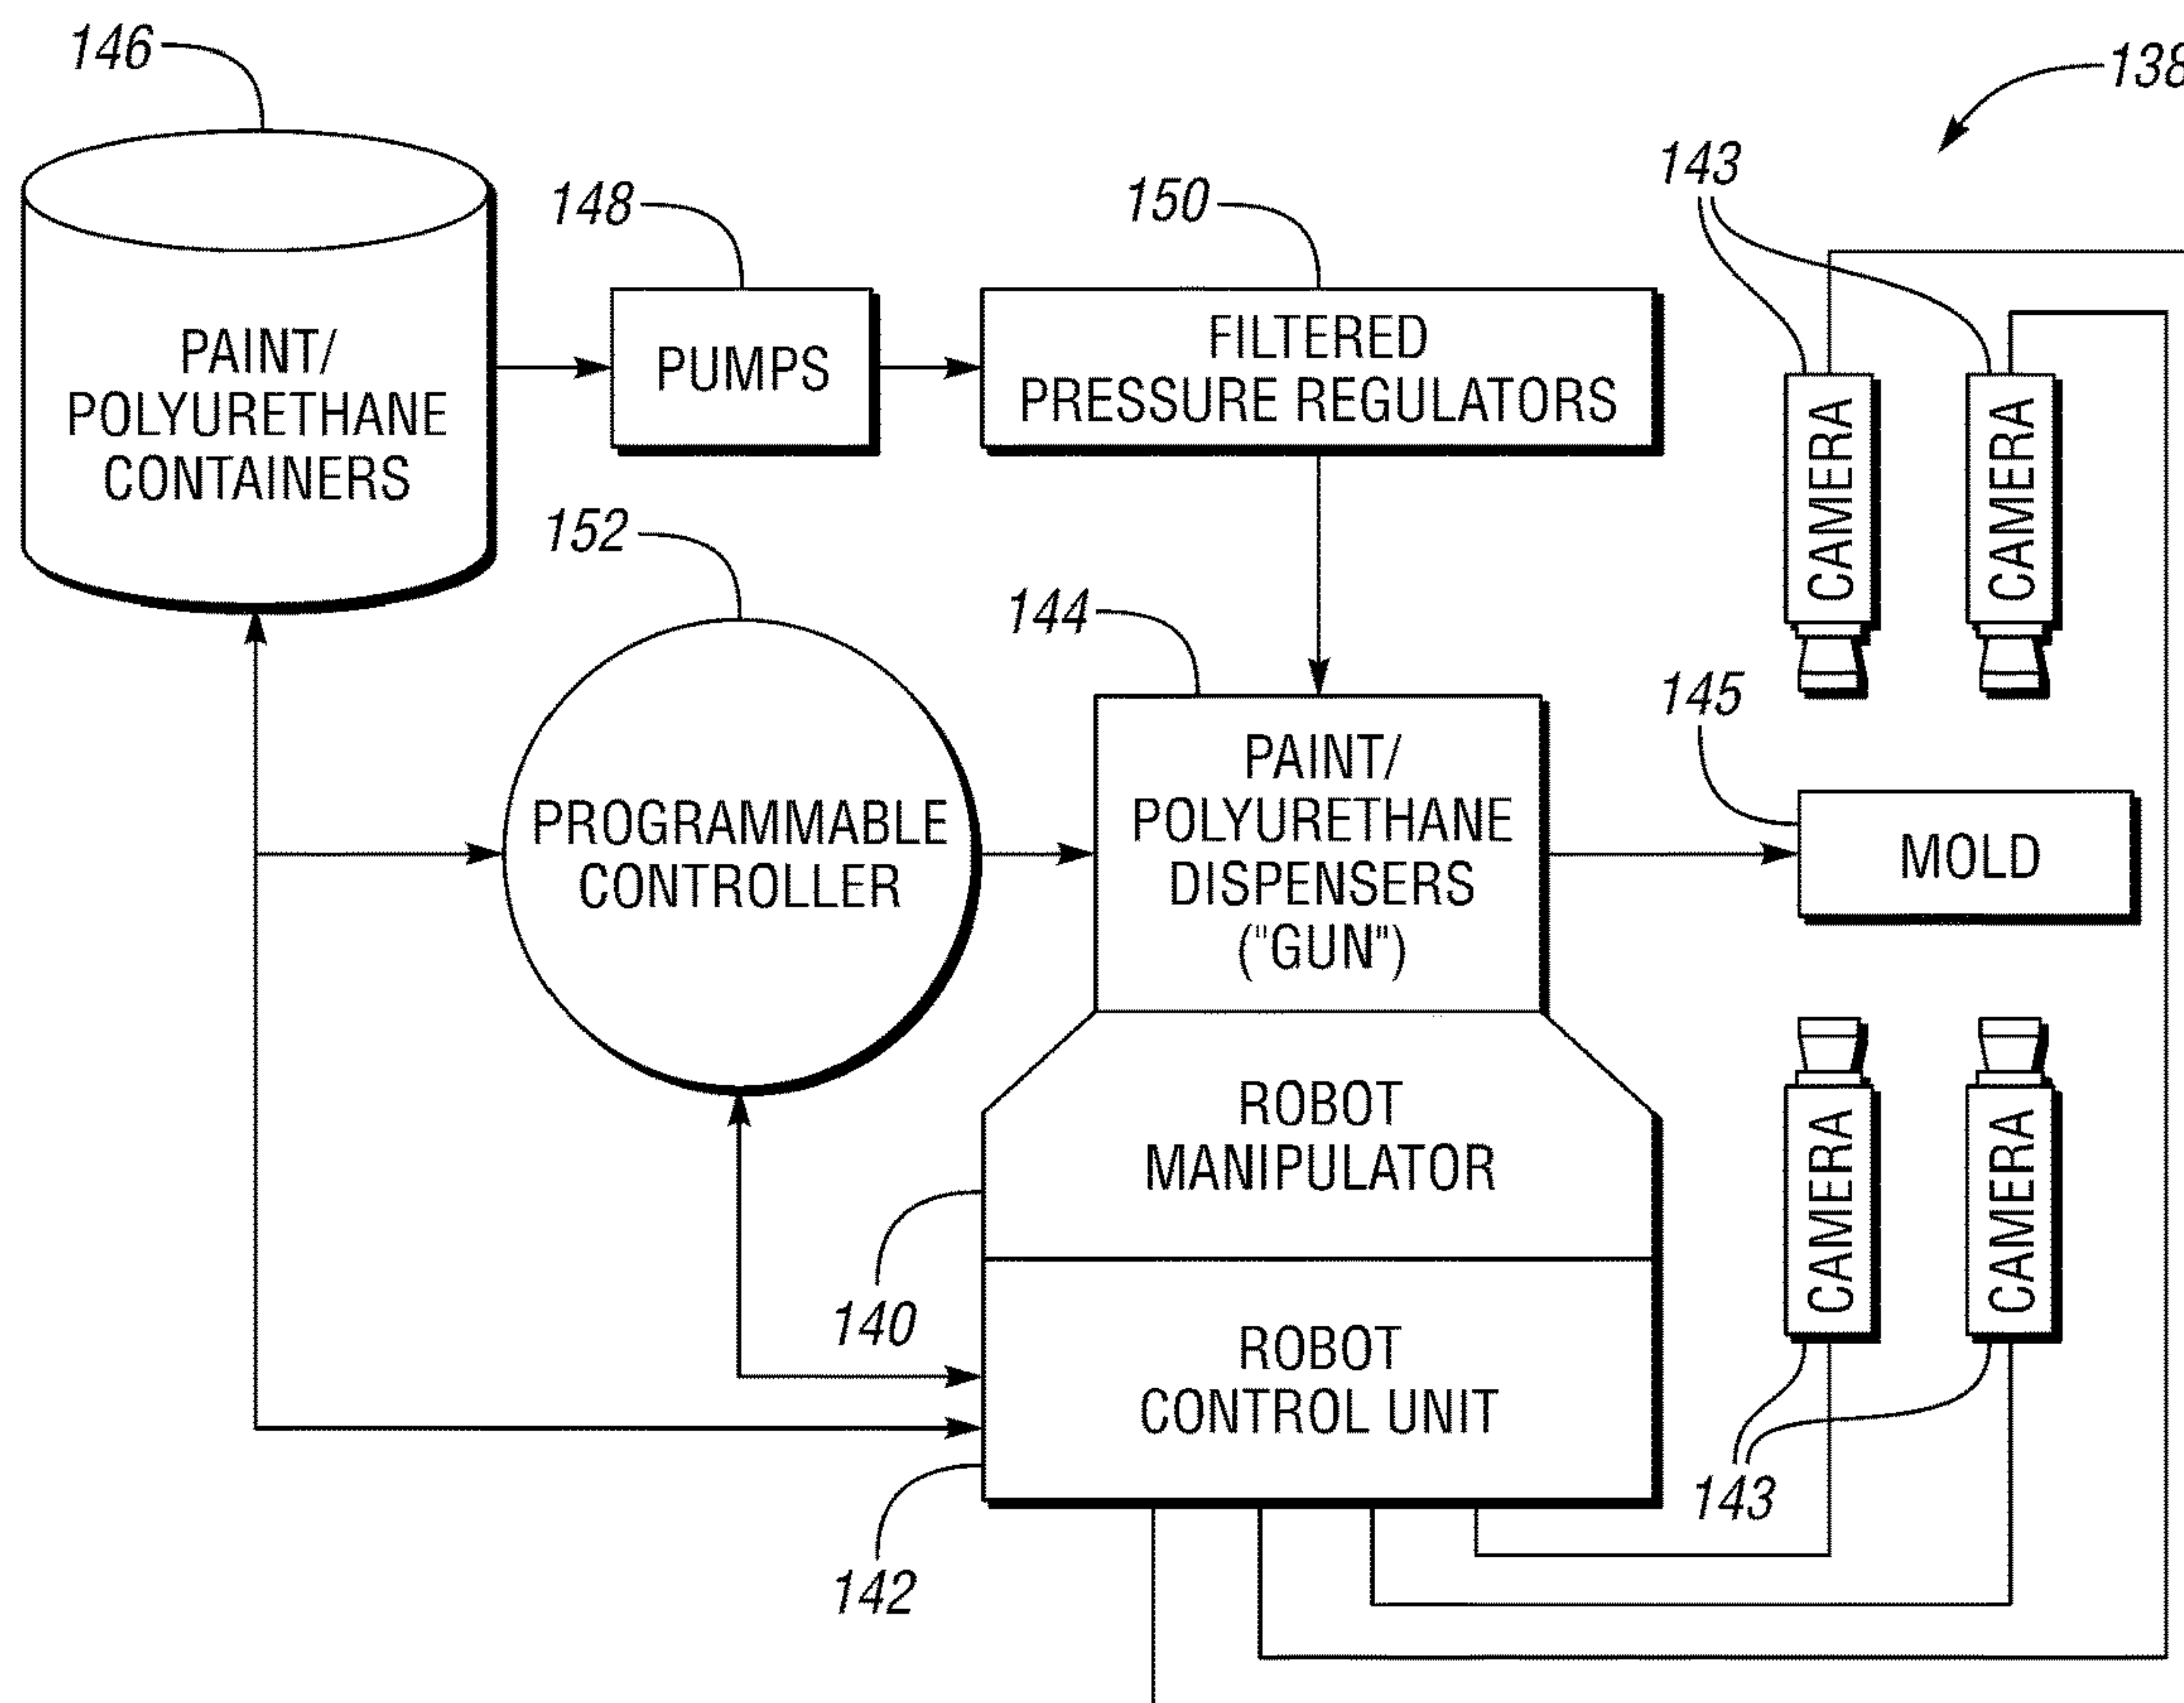 146
138
143
148
150
PAINT/
POLYURETHANE
CONTAINERS
PUMPS
FILTERED
PRESSURE REGULATORS
CAMERA
CAMERA
152
144
145
PROGRAMMABLE
CONTROLLER
PAINT/
POLYURETHANE
DISPENSERS
("GUN")
MOLD
ROBOT
MANIPULATOR
CAMERA
CAMERA
140
ROBOT
CONTROL UNIT
143
142